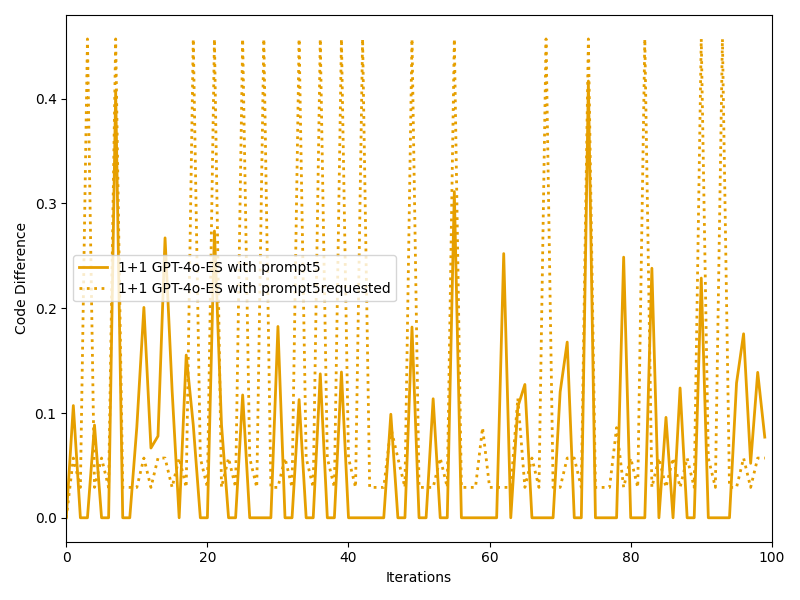 0.4
0.3
0.2
0.1
0.0
Code Difference
1+1 GPT-4o-ES with prompt5
1+1 GPT-4o-ES with prompt5requested
0 20 40 60 80 100
Iterations